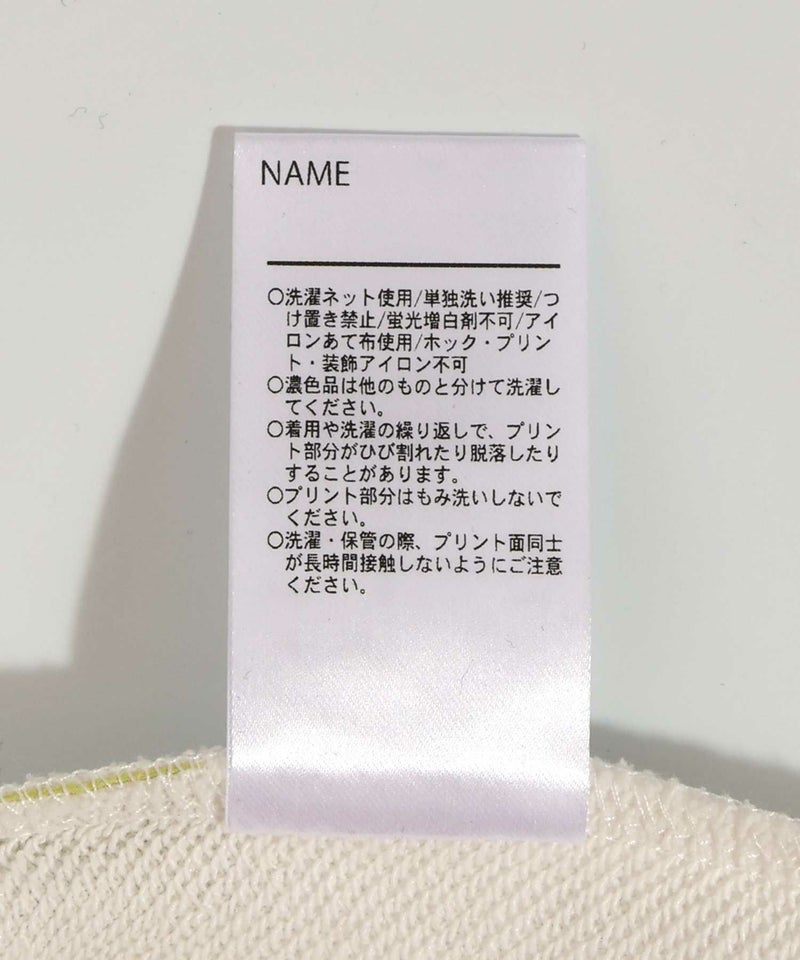 NAME
○洗濯ネット使用/単独洗い推奨/つ
け置き禁止/蛍光増白剤不可/アイ
ロンあて布使用/ホック・プリン
ト・装飾アイロン不可
○濃色品は他のものと分けて洗濯し
てください。
○着用や洗濯の繰り返しで、プリン
ト部分がひび割れたり脱落したり
することがあります。
○プリント部分はもみ洗いしないで
ください。
○洗濯・保管の際、プリント面同士
が長時間接触しないようにご注意
ください。